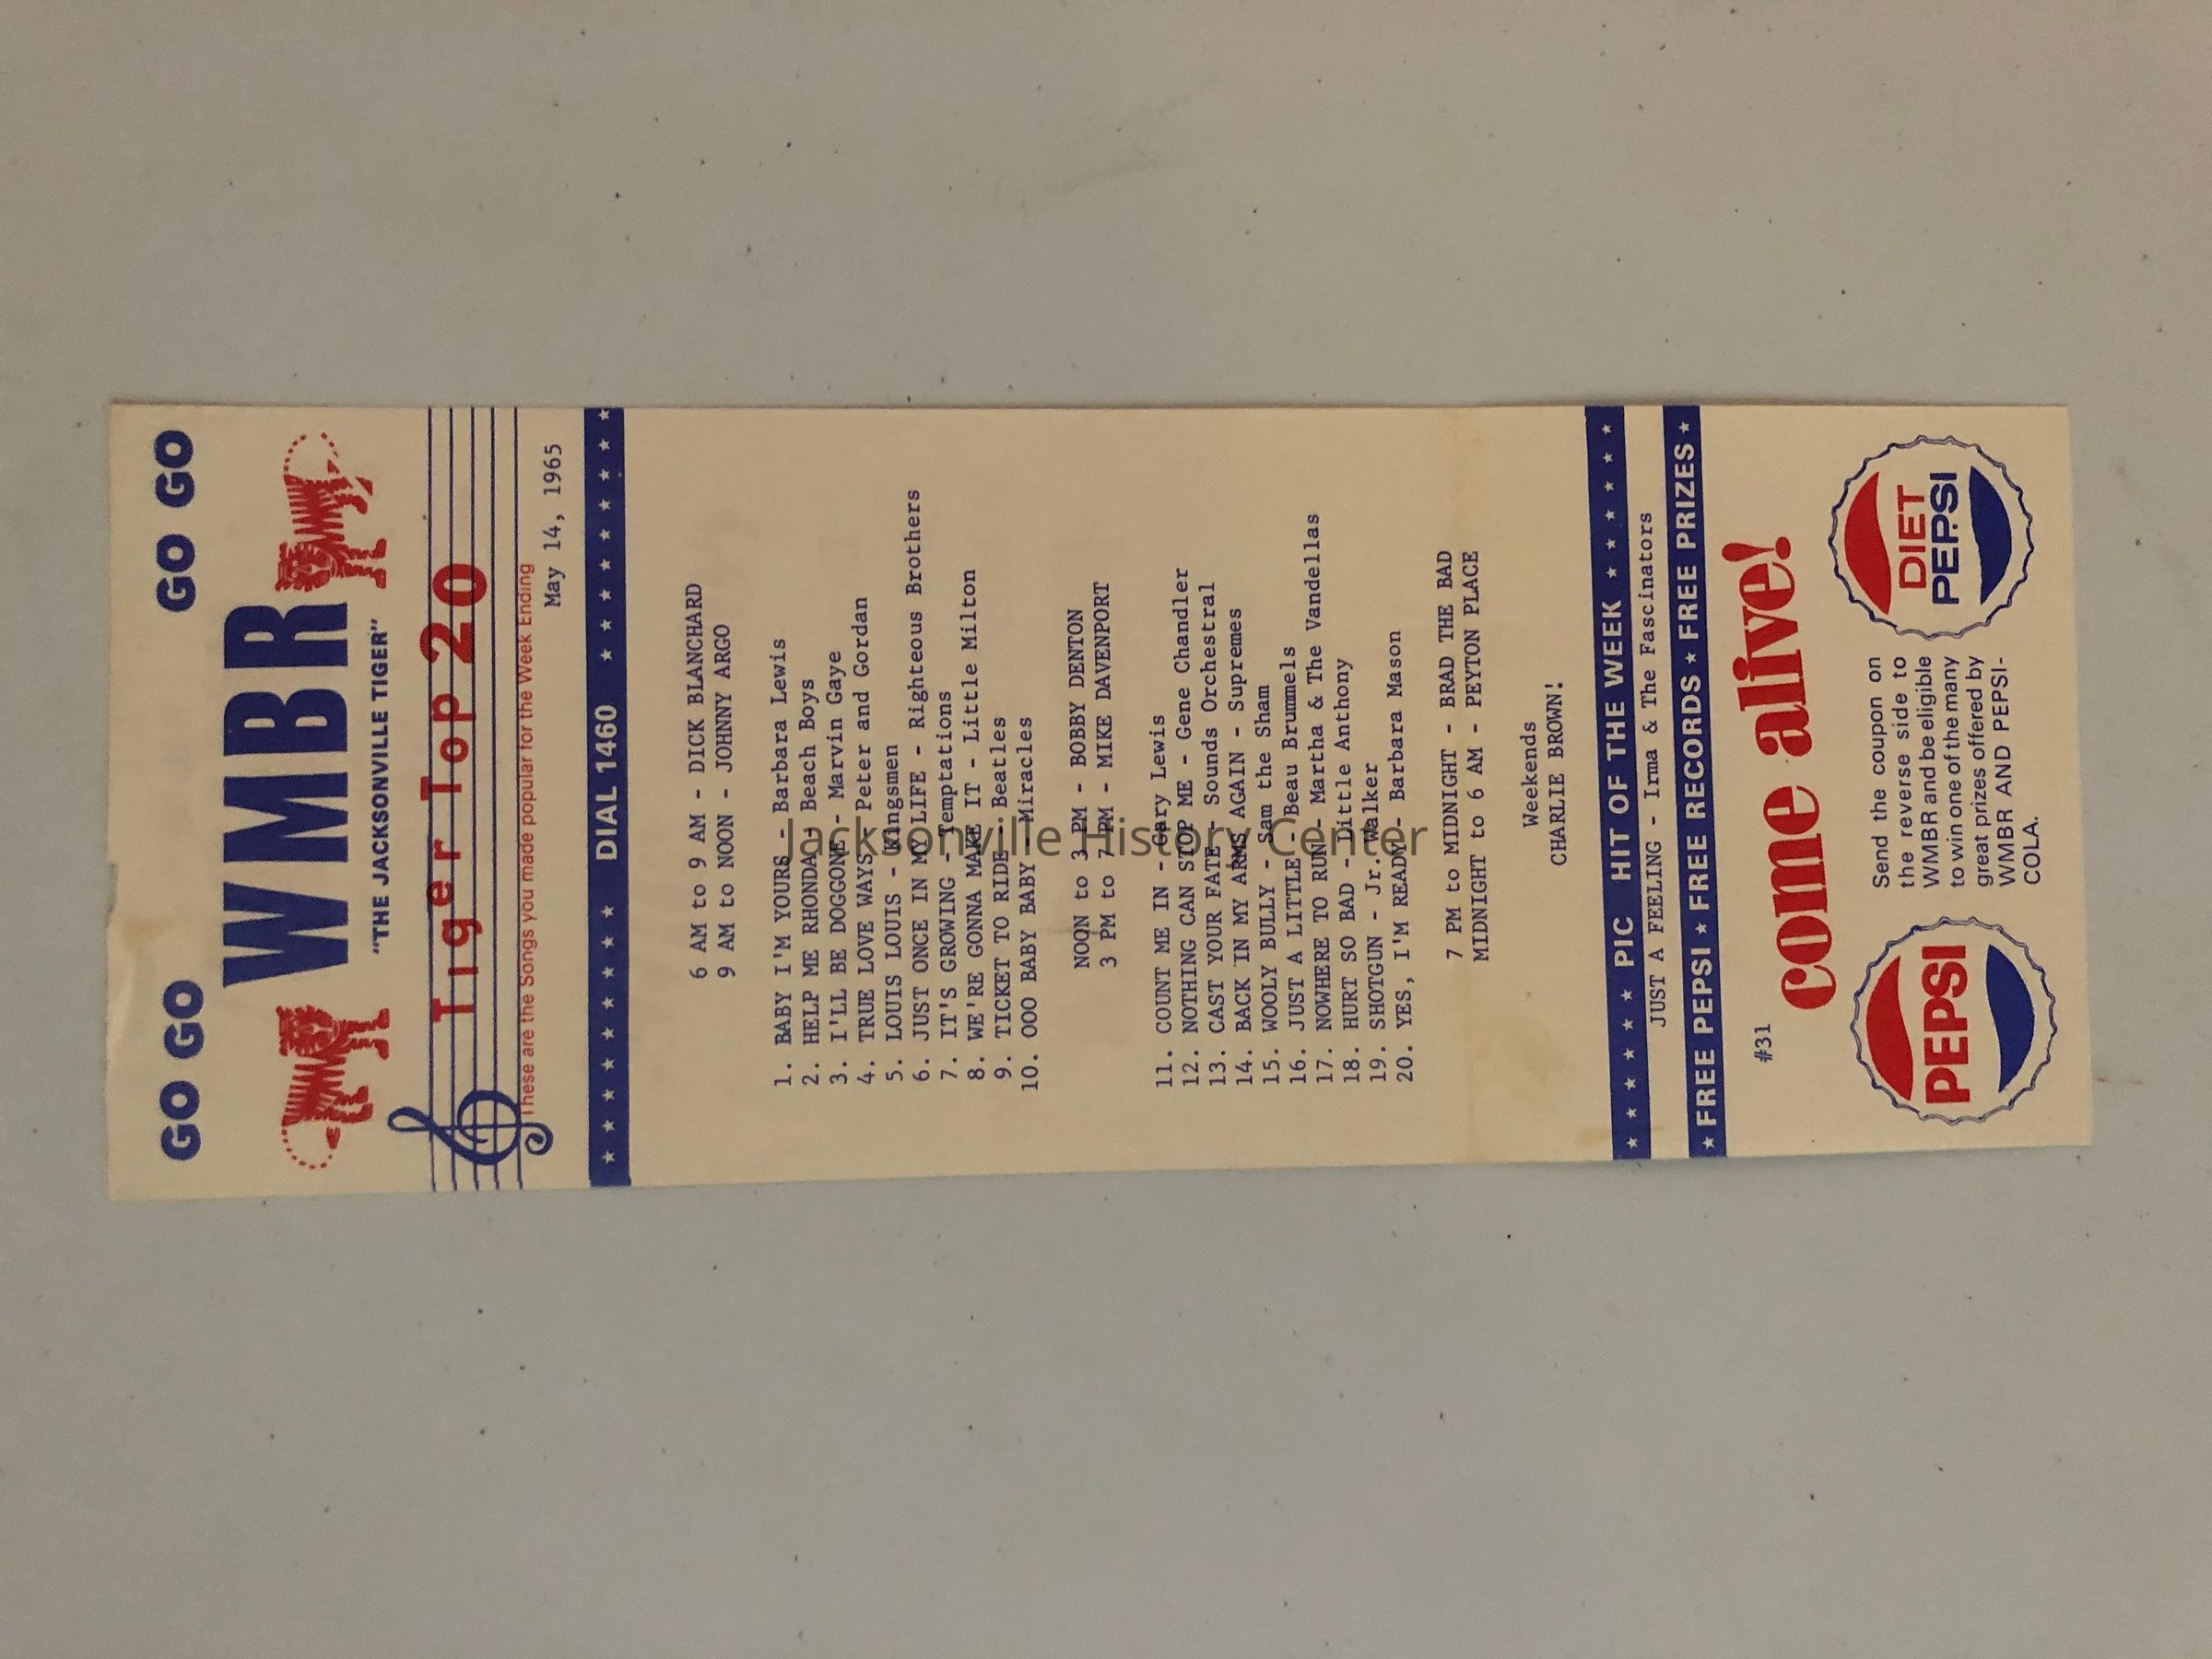 GO GO GO GO
WMBR
"THE JACKSONVILLE TIGER"
Tiger Top 20
These are the Songs you made popular for the Week Ending
May 14, 1965
DIAL 1460
6 AM to 9 AM - DICK BLANCHARD
9 AM to NOON - JOHNNY ARGO
1. BABY I'M YOURS - Barbara Lewis
2. HELP ME RHONDA - Beach Boys
3. I'LL BE DOGGONE - Marvin Gaye
4. TRUE LOVE WAYS - Peter and Gordan
5. LOUIS LOUIS - Kingsmen
6. JUST ONCE IN MY LIFE - Righteous Brothers
7. IT'S GROWING - Temptations
8. WE'RE GONNA MAKE IT - Little Milton
9. TICKET TO RIDE - Beatles
10. OOO BABY BABY - Miracles
NOON to 3 PM - BOBBY DENTON
3 PM to 7 PM - MIKE DAVENPORT
11. COUNT ME IN - Gary Lewis
12. NOTHING CAN STOP ME - Gene Chandler
13. CAST YOUR FATE - Sounds Orchestral
14. BACK IN MY ARMS AGAIN - Supremes
15. WOOLY BULLY - Sam the Sham
16. JUST A LITTLE - Beau Brummels
17. NOWHERE TO RUN - Martha & The Vandellas
18. HURT SO BAD - Little Anthony
19. SHOTGUN - Jr. Walker
20. YES, I'M READY - Barbara Mason
7 PM to MIDNIGHT - BRAD THE BAD
MIDNIGHT to 6 AM - PEYTON PLACE
Weekends
CHARLIE BROWN!
PIC HIT OF THE WEEK
JUST A FEELING - Irma & The Fascinators
★ FREE PEPSI ★ FREE RECORDS ★ FREE PRIZES ★
#31
come alive!
PEPSI
Send the coupon on
the reverse side to
WMBR and be eligible
to win one of the many
great prizes offered by
WMBR AND PEPSI-
COLA.
DIET
PEPSI
Jacksonville History Center